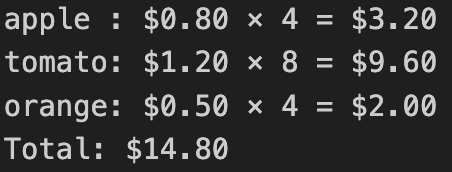 apple : $0.80 × 4 = $3.20
tomato: $1.20 × 8 = $9.60
orange: $0.50 × 4 = $2.00
Total: $14.80